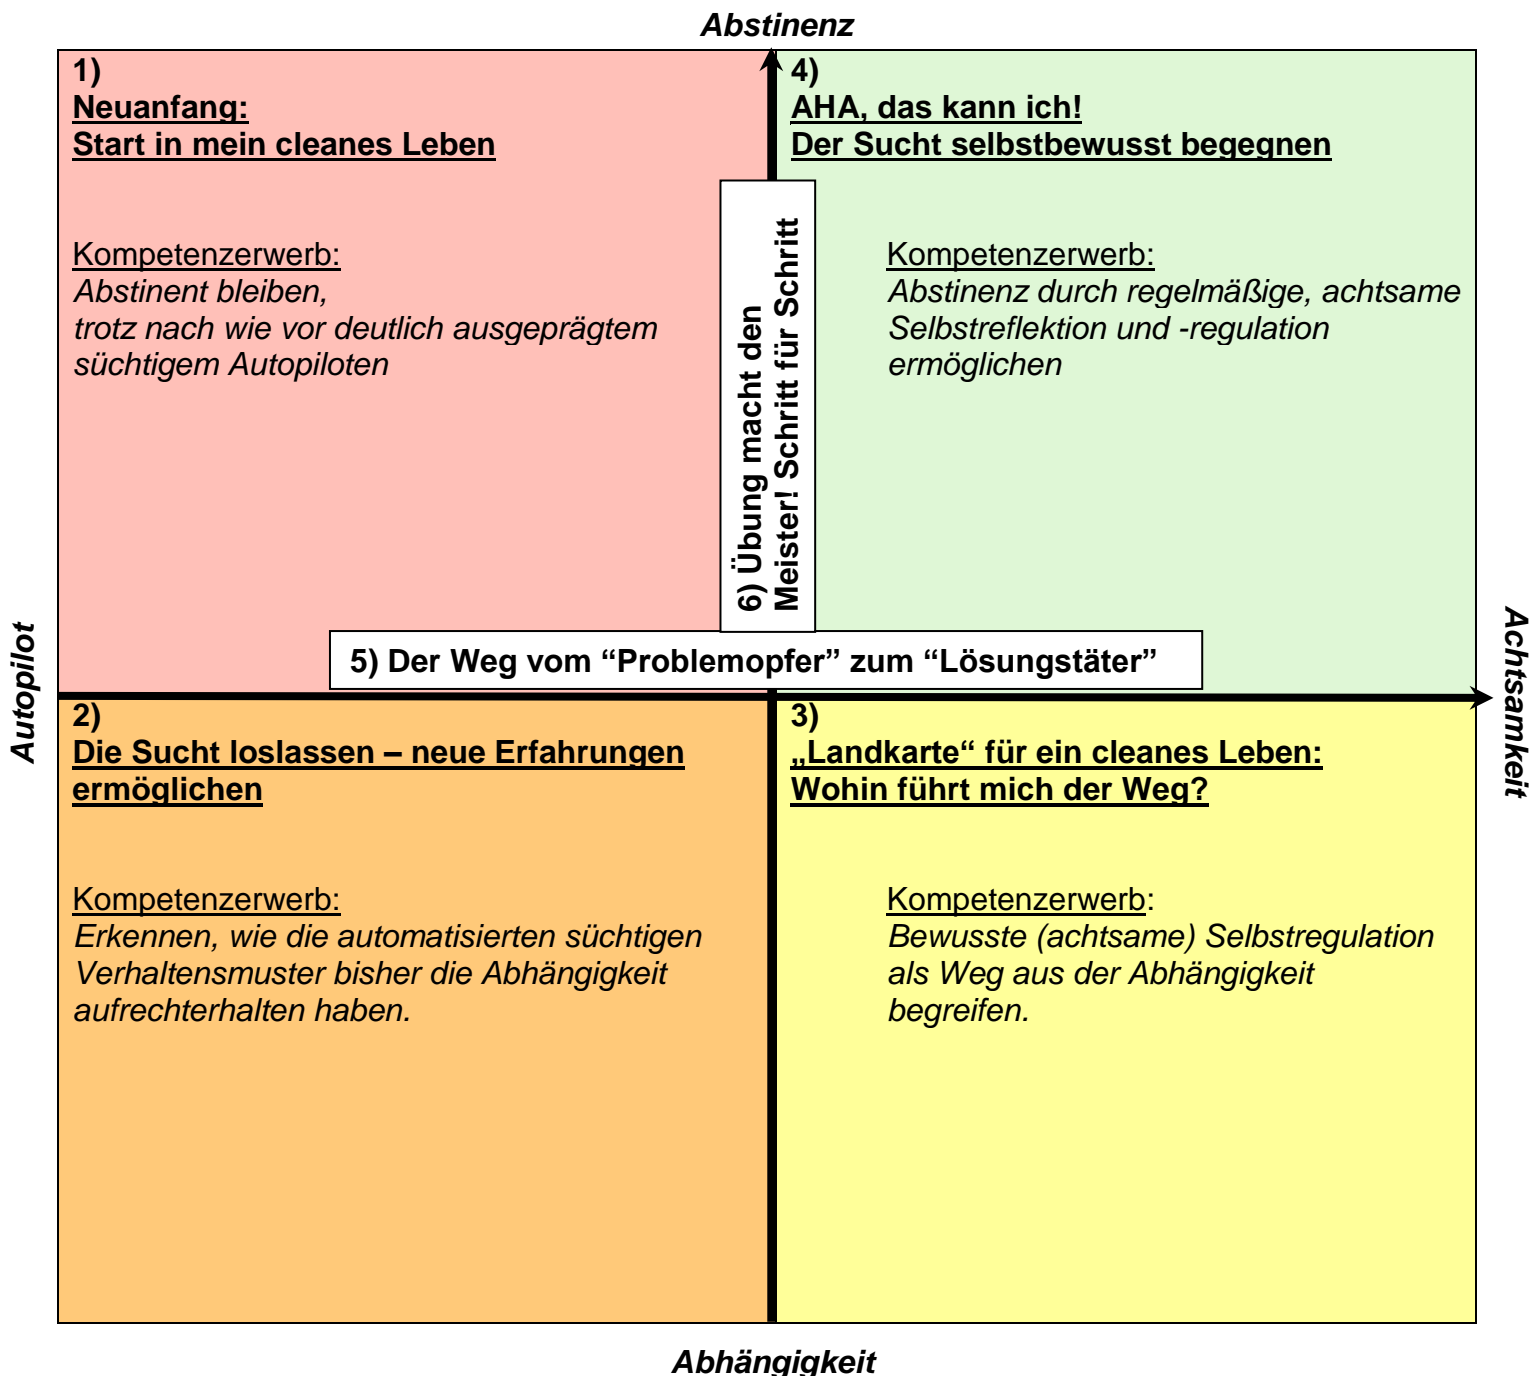 Abstinenz
1)
Neuanfang:
Start in mein cleanes Leben
Kompetenzerwerb:
Abstinent bleiben,
trotz nach wie vor deutlich ausgeprägtem
süchtigem Autopiloten
4)
AHA, das kann ich!
Der Sucht selbstbewusst begegnen
Kompetenzerwerb:
Abstinenz durch regelmäßige, achtsame
Selbstreflektion und -regulation
ermöglichen
6) Übung macht den
Meister! Schritt für Schritt
5) Der Weg vom “Problemopfer” zum “Lösungstäter”
Autopilot
Achtsamkeit
2)
Die Sucht loslassen – neue Erfahrungen
ermöglichen
Kompetenzerwerb:
Erkennen, wie die automatisierten süchtigen
Verhaltensmuster bisher die Abhängigkeit
aufrechterhalten haben.
3)
„Landkarte“ für ein cleanes Leben:
Wohin führt mich der Weg?
Kompetenzerwerb:
Bewusste (achtsame) Selbstregulation
als Weg aus der Abhängigkeit
begreifen.
Abhängigkeit